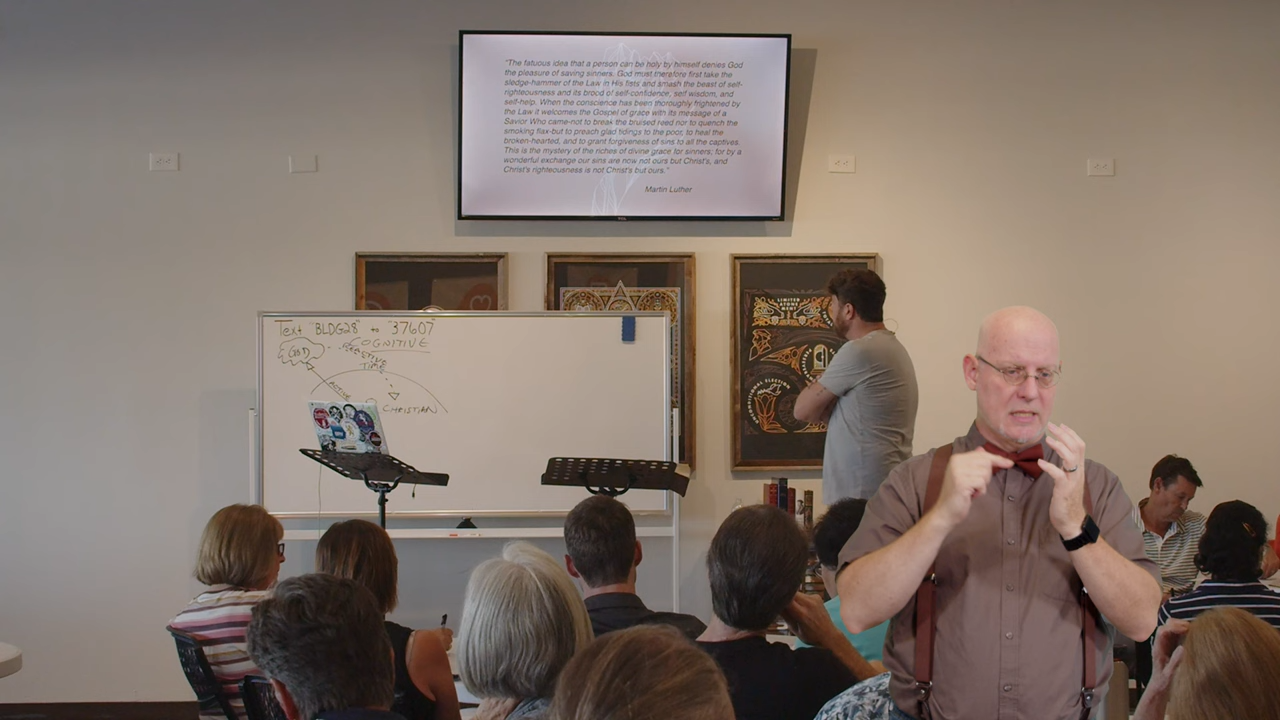 "The fatuous idea that a person can be holy by himself denies God
the pleasure of saving sinners. God must therefore first take the
sledge-hammer of the Law in His fists and smash the beast of self-
righteousness and its brood of self-confidence, self wisdom, and
self-help. When the conscience has been thoroughly frightened by
the Law it welcomes the Gospel of grace with its message of a
Savior Who came-not to break the bruised reed nor to quench the
smoking flax-but to preach glad tidings to the poor, to heal the
broken-hearted, and to grant forgiveness of sins to all the captives.
This is the mystery of the riches of divine grace for sinners; for by a
wonderful exchange our sins are now not ours but Christ's, and
Christ's righteousness is not Christ's but ours."
Martin Luther
Text "BLDG28" to "37607"
COGNITIVE
GOD
TIME
ACTIVE
CHRISTIAN
LIMITED
ATONE
MENT
UNCONDITIONAL ELECTION